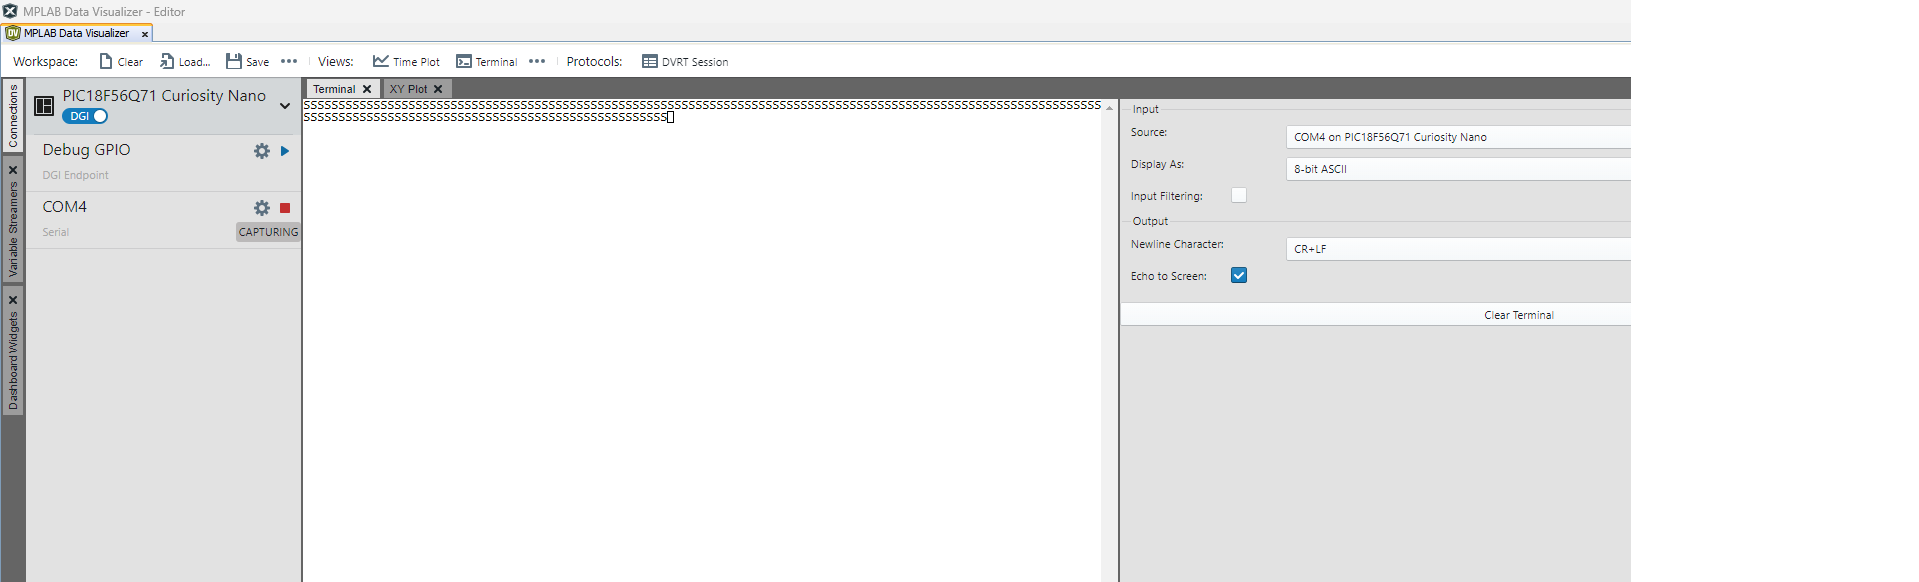 MPLAB Data Visualizer - Editor
DV MPLAB Data Visualizer x
Workspace: Clear Load... Save ••• Views: Time Plot Terminal ••• Protocols: DVRT Session
Connections
Variable Streamers
Dashboard Widgets
PIC18F56Q71 Curiosity Nano
DGI
Debug GPIO
DGI Endpoint
COM4
Serial
CAPTURING
Terminal XY Plot
SSSSSSSSSSSSSSSSSSSSSSSSSSSSSSSSSSSSSSSSSSSSSSSSSSSSSSSSSSSSSSSSSSSSSSSSSSSSSSSSSSSSSSSSSSSSSSSSSSSSSSSSSSSSSSSSSS
SSSSSSSSSSSSSSSSSSSSSSSSSSSSSSSSSSSSSSSSSSSSSSSSSSSS
Input
Source: COM4 on PIC18F56Q71 Curiosity Nano
Display As: 8-bit ASCII
Input Filtering:
Output
Newline Character: CR+LF
Echo to Screen:
Clear Terminal